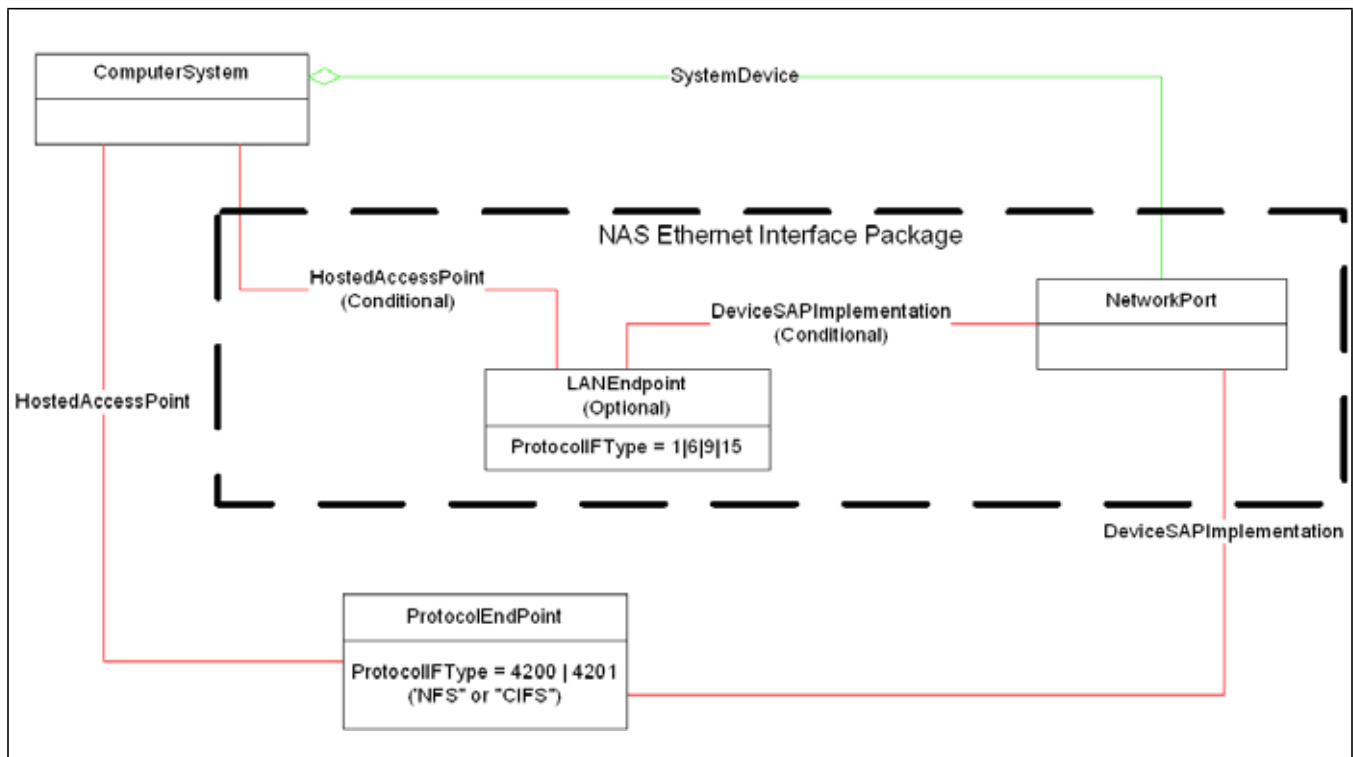 ComputerSystem
SystemDevice
NAS Ethernet Interface Package
HostedAccessPoint
(Conditional)
NetworkPort
DeviceSAPImplementation
(Conditional)
LANEndpoint
(Optional)
ProtocolIFType = 1|6|9|15
HostedAccessPoint
DeviceSAPImplementation
ProtocolEndPoint
ProtocolIFType = 4200 | 4201
("NFS" or "CIFS")